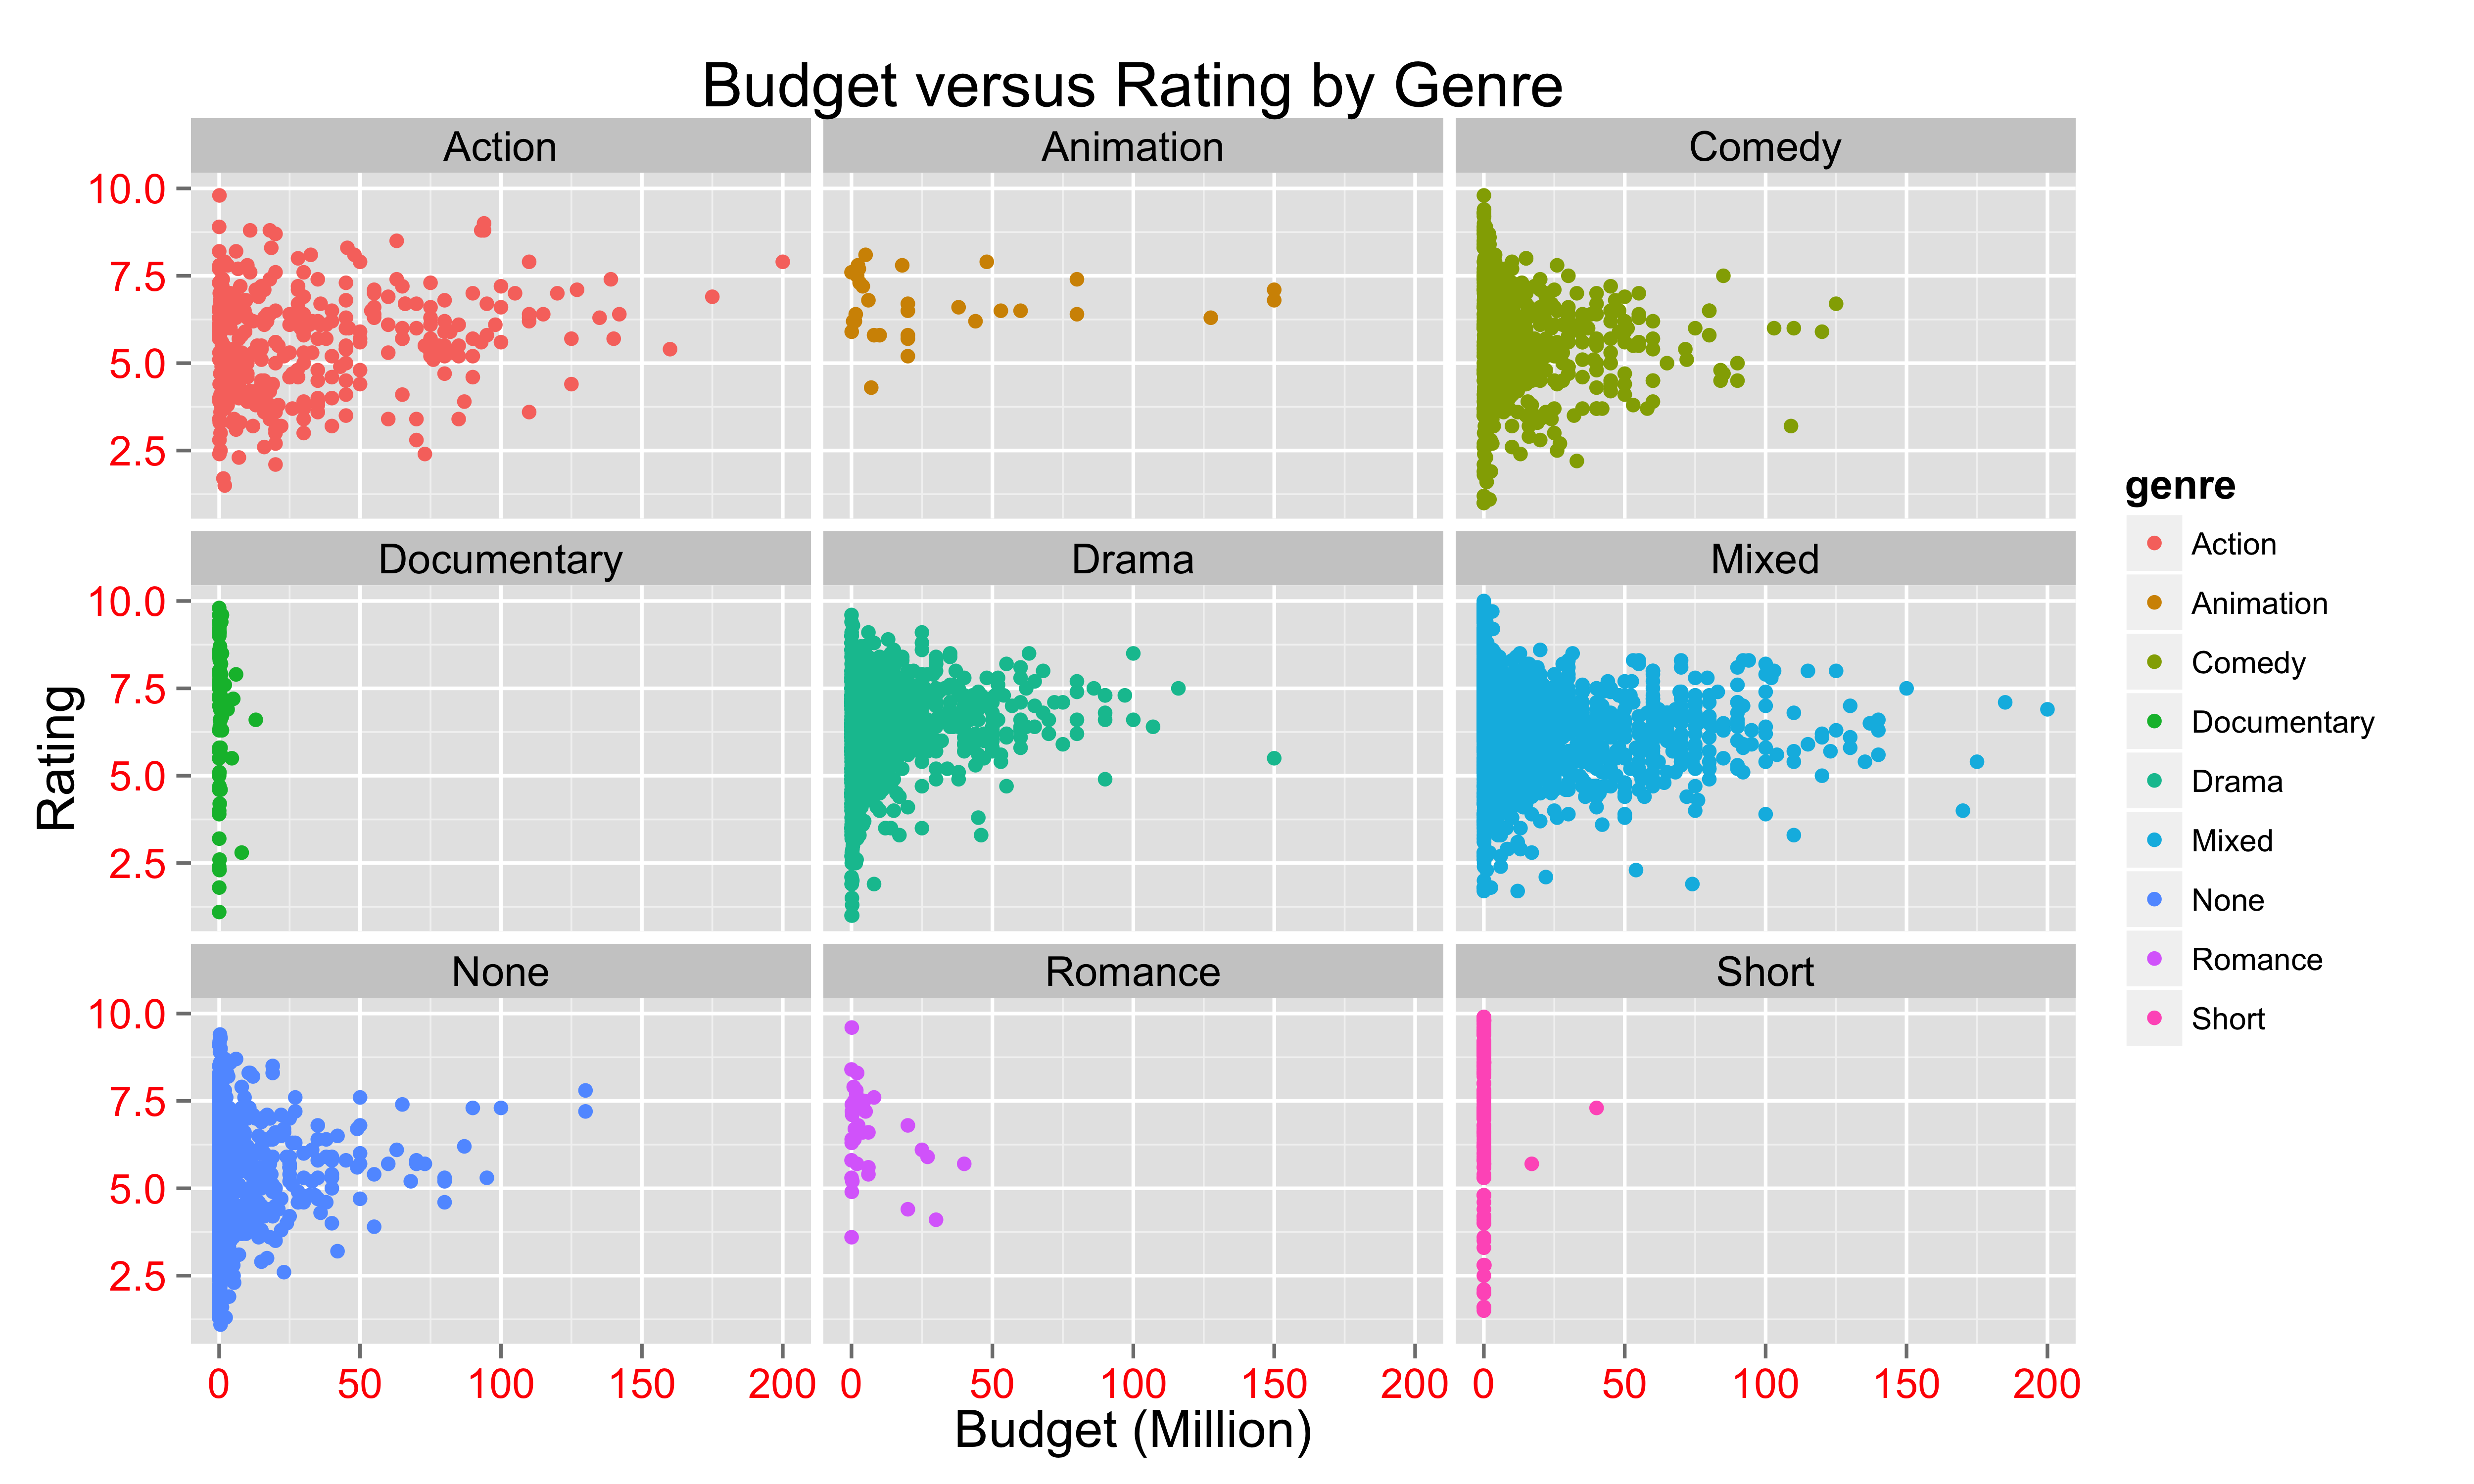 Budget versus Rating by Genre
Action Animation Comedy
10.0
7.5
5.0
2.5
Documentary Drama Mixed
10.0
7.5
5.0
2.5
None Romance Short
10.0
7.5
5.0
2.5
0 50 100 150 200 0 50 100 150 200 0 50 100 150 200
Budget (Million)
Rating
genre
Action
Animation
Comedy
Documentary
Drama
Mixed
None
Romance
Short